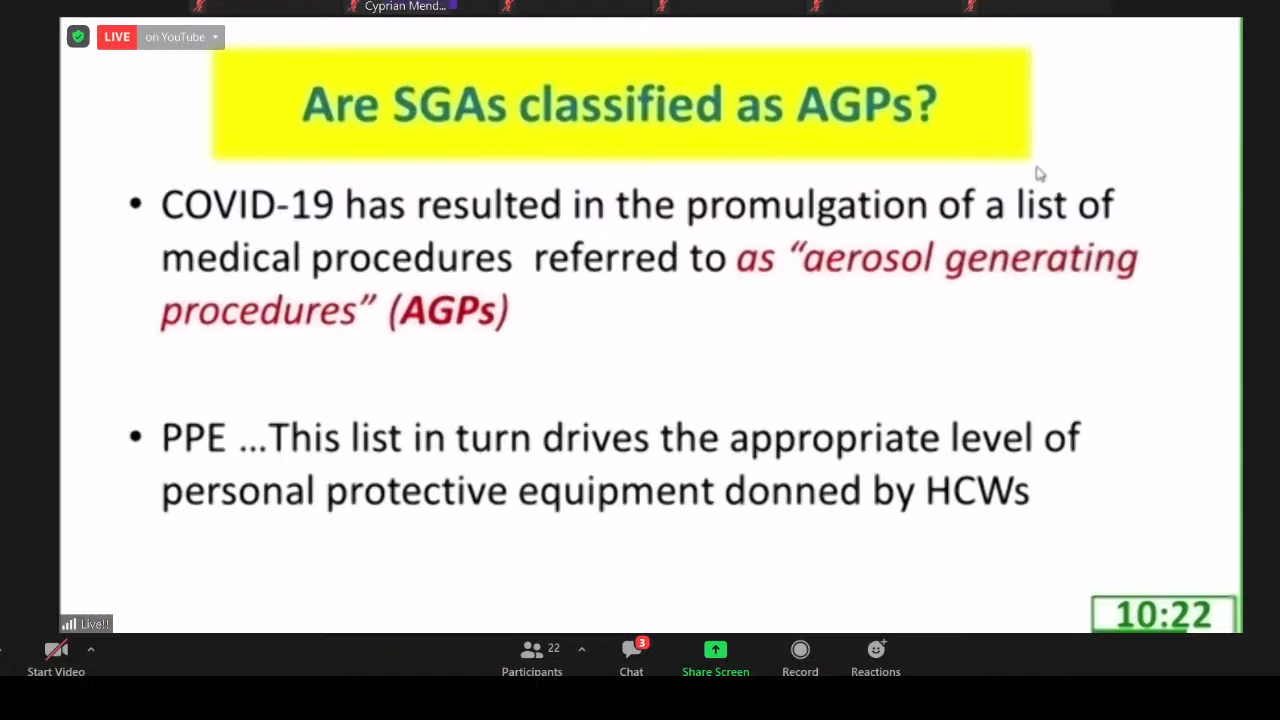 Cyprian Mend...
LIVE on YouTube
Are SGAs classified as AGPs?
• COVID-19 has resulted in the promulgation of a list of
medical procedures referred to as “aerosol generating
procedures” (AGPs)
• PPE ...This list in turn drives the appropriate level of
personal protective equipment donned by HCWs
10:22
Live!!
22
3
Start Video
Participants
Chat
Share Screen
Record
Reactions